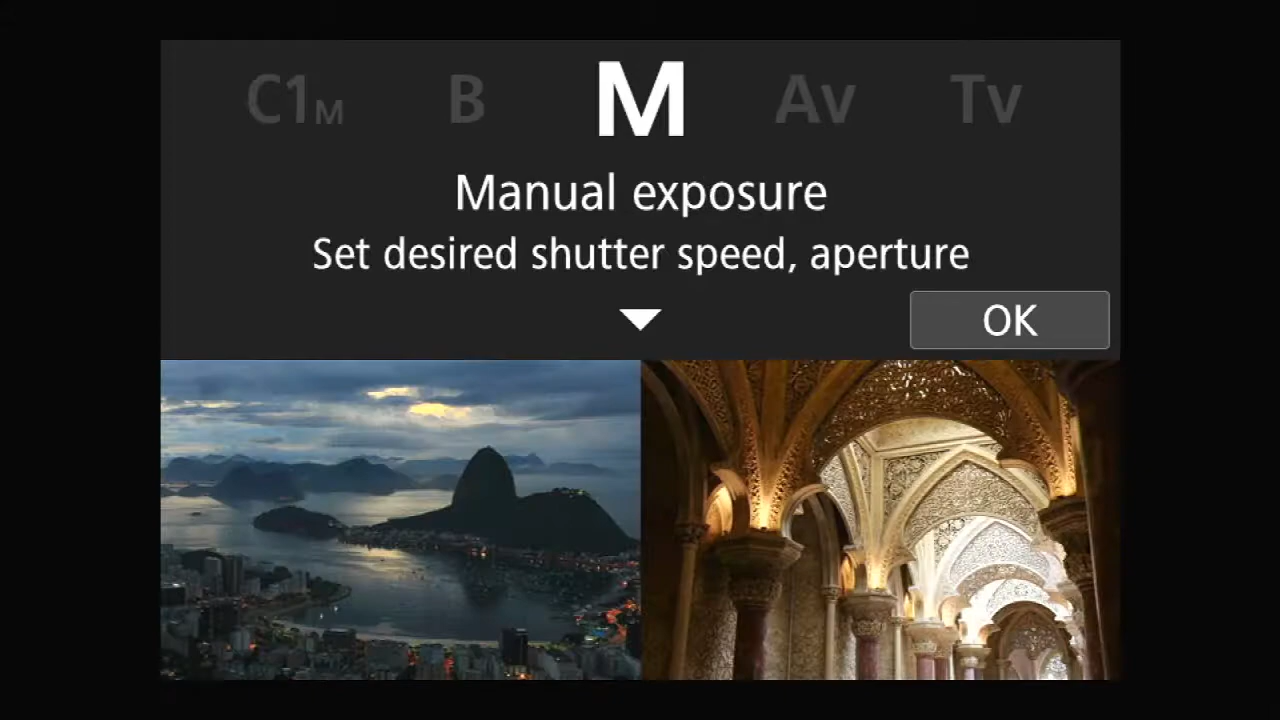 C1M B M Av Tv
Manual exposure
Set desired shutter speed, aperture
OK